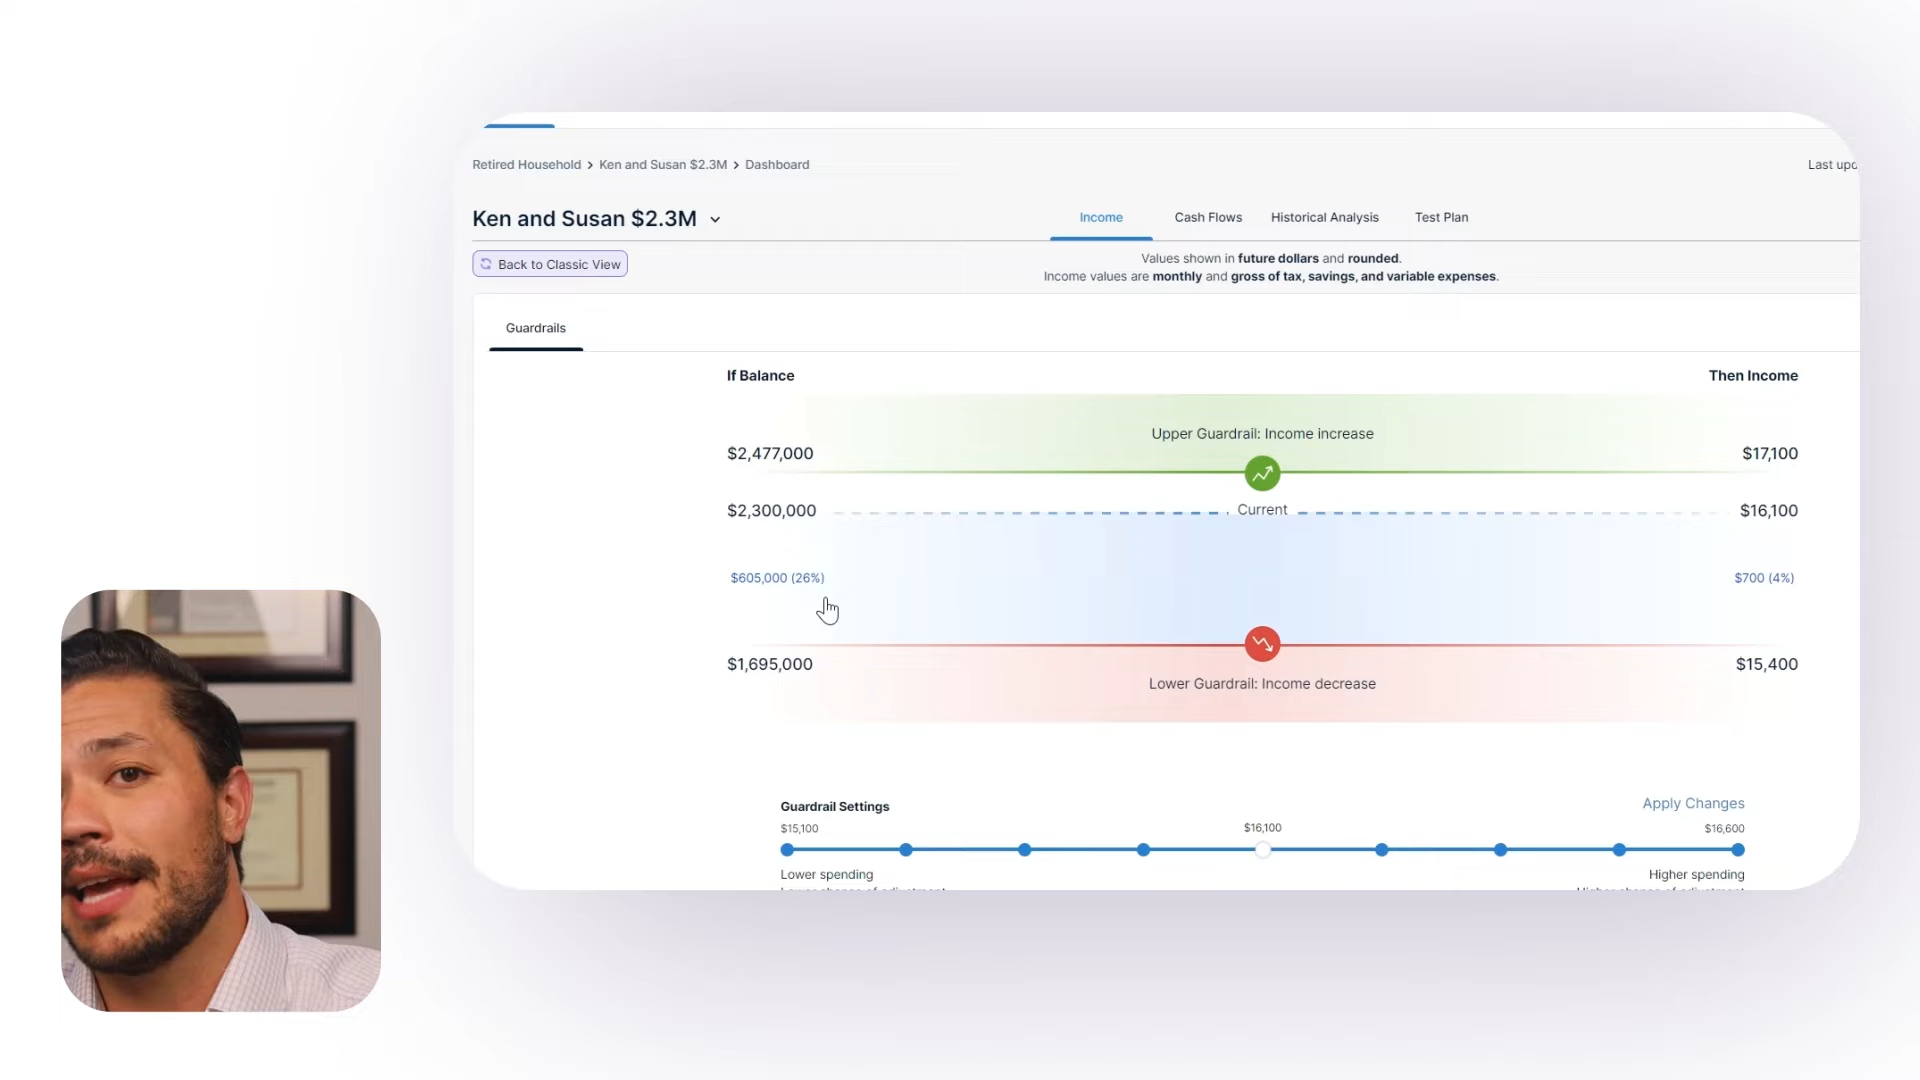 Retired Household > Ken and Susan $2.3M > Dashboard
Last upd
Ken and Susan $2.3M
Income Cash Flows Historical Analysis Test Plan
Back to Classic View
Values shown in future dollars and rounded.
Income values are monthly and gross of tax, savings, and variable expenses.
Guardrails
If Balance
Then Income
Upper Guardrail: Income increase
$2,477,000
$17,100
$2,300,000
Current
$16,100
$605,000 (26%)
$700 (4%)
$1,695,000
$15,400
Lower Guardrail: Income decrease
Guardrail Settings
Apply Changes
$15,100
$16,100
$16,600
Lower spending
Higher spending